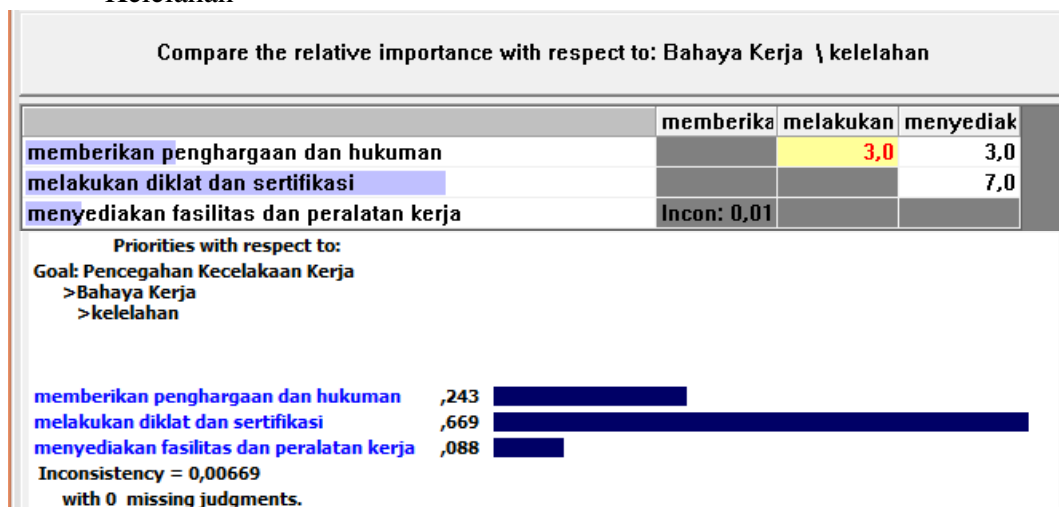 Kelelahan
Compare the relative importance with respect to: Bahaya Kerja \ kelelahan
memberika melakukan menyediak
memberikan penghargaan dan hukuman 3,0 3,0
melakukan diklat dan sertifikasi 7,0
menyediakan fasilitas dan peralatan kerja Incon: 0,01
Priorities with respect to:
Goal: Pencegahan Kecelakaan Kerja
>Bahaya Kerja
>kelelahan
memberikan penghargaan dan hukuman ,243
melakukan diklat dan sertifikasi ,669
menyediakan fasilitas dan peralatan kerja ,088
Inconsistency = 0,00669
with 0 missing judgments.